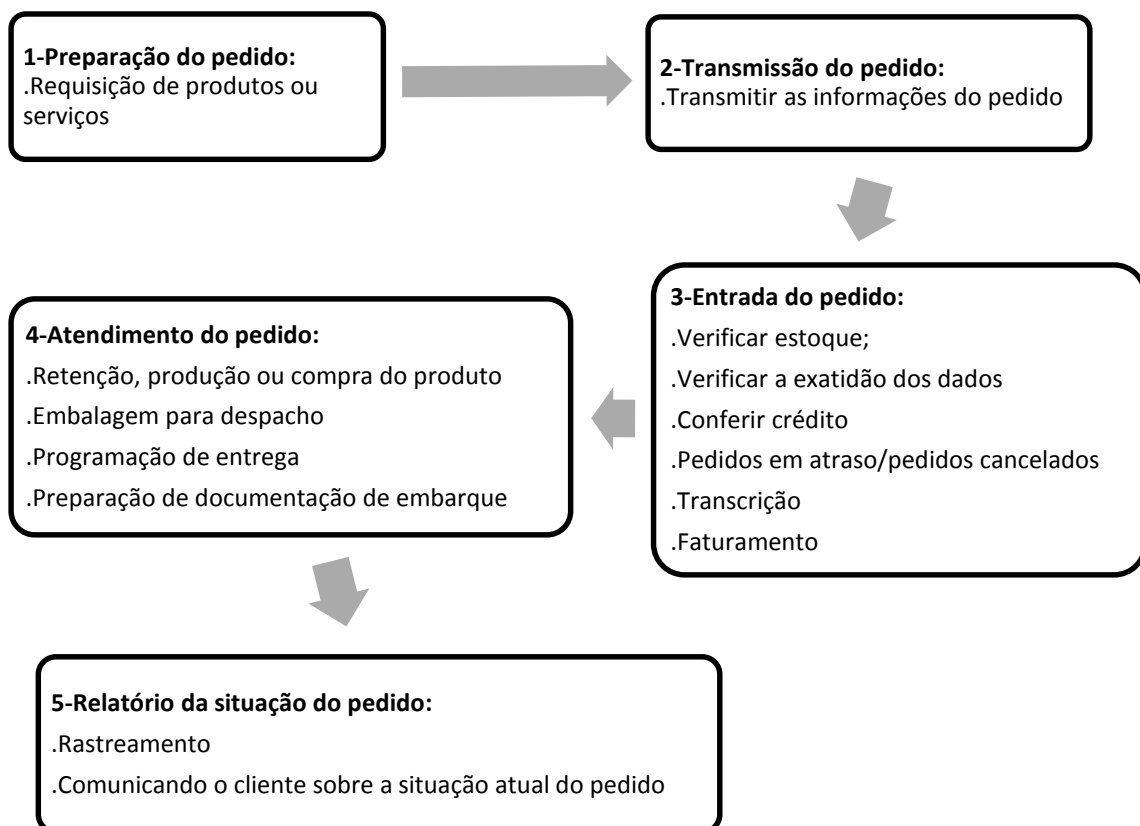 1-Preparação do pedido:
.Requisição de produtos ou
serviços
2-Transmissão do pedido:
.Transmitir as informações do pedido
3-Entrada do pedido:
.Verificar estoque;
.Verificar a exatidão dos dados
.Conferir crédito
.Pedidos em atraso/pedidos cancelados
.Transcrição
.Faturamento
4-Atendimento do pedido:
.Retenção, produção ou compra do produto
.Embalagem para despacho
.Programação de entrega
.Preparação de documentação de embarque
5-Relatório da situação do pedido:
.Rastreamento
.Comunicando o cliente sobre a situação atual do pedido